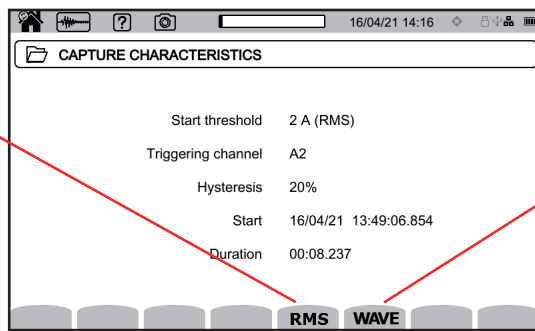 ? 16/04/21 14:16
CAPTURE CHARACTERISTICS
Start threshold 2 A (RMS)
Triggering channel A2
Hysteresis 20%
Start 16/04/21 13:49:06.854
Duration 00:08.237
RMS WAVE